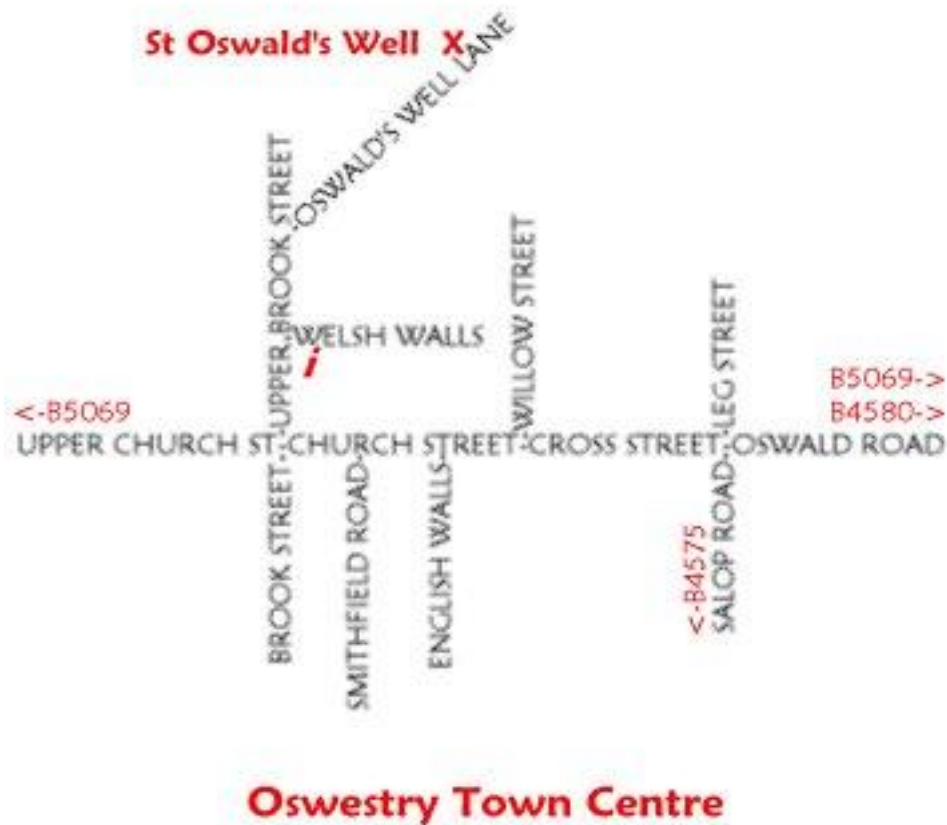 St Oswald's Well X
OSWALD'S WELL LANE
UPPER BROOK STREET
WELSH WALLS
i
WILLOW STREET
LEG STREET
B5069->
<-B5069
B4580->
UPPER CHURCH ST CHURCH STREET CROSS STREET OSWALD ROAD
BROOK STREET
SMITHFIELD ROAD
ENGLISH WALLS
<-B4575
SALOP ROAD
Oswestry Town Centre